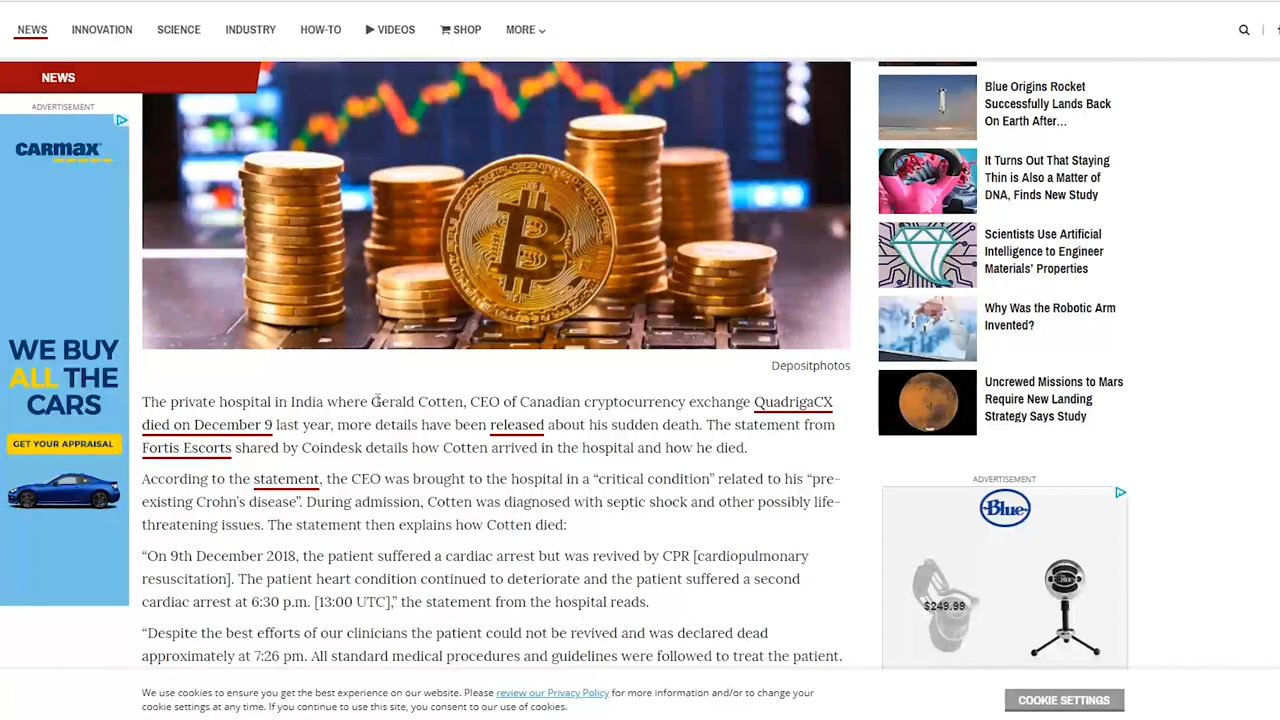 NEWS INNOVATION SCIENCE INDUSTRY HOW-TO VIDEOS SHOP MORE
NEWS
ADVERTISEMENT
CARMAX
WE BUY
ALL THE
CARS
GET YOUR APPRAISAL
Depositphotos
The private hospital in India where Gerald Cotten, CEO of Canadian cryptocurrency exchange QuadrigaCX
died on December 9 last year, more details have been released about his sudden death. The statement from
Fortis Escorts shared by Coindesk details how Cotten arrived in the hospital and how he died.
According to the statement, the CEO was brought to the hospital in a “critical condition” related to his “pre-
existing Crohn’s disease”. During admission, Cotten was diagnosed with septic shock and other possibly life-
threatening issues. The statement then explains how Cotten died:
“On 9th December 2018, the patient suffered a cardiac arrest but was revived by CPR [cardiopulmonary
resuscitation]. The patient heart condition continued to deteriorate and the patient suffered a second
cardiac arrest at 6:30 p.m. [13:00 UTC],” the statement from the hospital reads.
“Despite the best efforts of our clinicians the patient could not be revived and was declared dead
approximately at 7:26 pm. All standard medical procedures and guidelines were followed to treat the patient.
Blue Origins Rocket
Successfully Lands Back
On Earth After…
It Turns Out That Staying
Thin is Also a Matter of
DNA, Finds New Study
Scientists Use Artificial
Intelligence to Engineer
Materials’ Properties
Why Was the Robotic Arm
Invented?
Uncrewed Missions to Mars
Require New Landing
Strategy Says Study
ADVERTISEMENT
Blue
$249.99
We use cookies to ensure you get the best experience on our website. Please review our Privacy Policy for more information and/or to change your
cookie settings at any time. If you continue to use this site, you consent to our use of cookies.
COOKIE SETTINGS